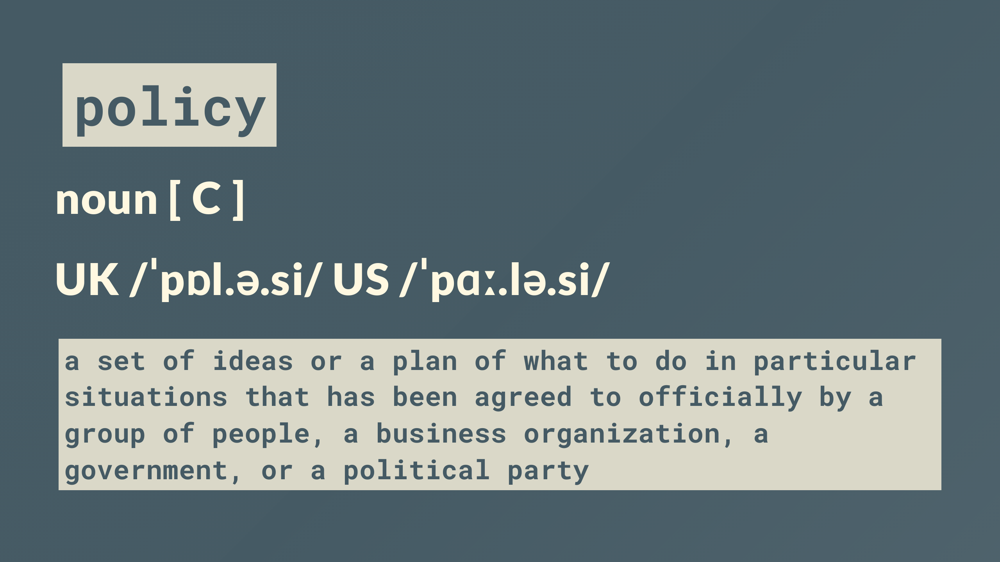 policy
noun [ C ]
UK /ˈpɒl.ə.si/ US /ˈpɑː.lə.si/
a set of ideas or a plan of what to do in particular
situations that has been agreed to officially by a
group of people, a business organization, a
government, or a political party